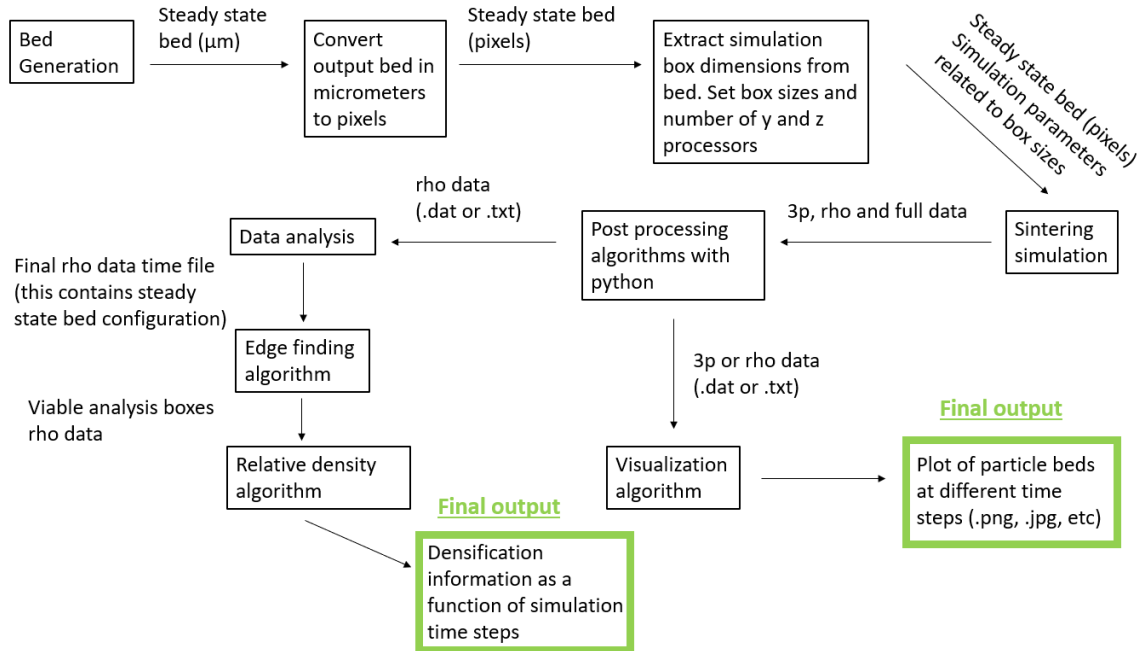 Bed
Generation
Steady state
bed (µm)
Convert
output bed in
micrometers
to pixels
Steady state bed
(pixels)
Extract simulation
box dimensions from
bed. Set box sizes and
number of y and z
processors
Steady state bed (pixels)
Simulation parameters
related to box sizes
Sintering
simulation
3p, rho and full data
Post processing
algorithms with
python
rho data
(.dat or .txt)
Data analysis
Final rho data time file
(this contains steady
state bed configuration)
Edge finding
algorithm
Viable analysis boxes
rho data
Relative density
algorithm
Final output
Densification
information as a
function of simulation
time steps
3p or rho data
(.dat or .txt)
Visualization
algorithm
Final output
Plot of particle beds
at different time
steps (.png, .jpg, etc)